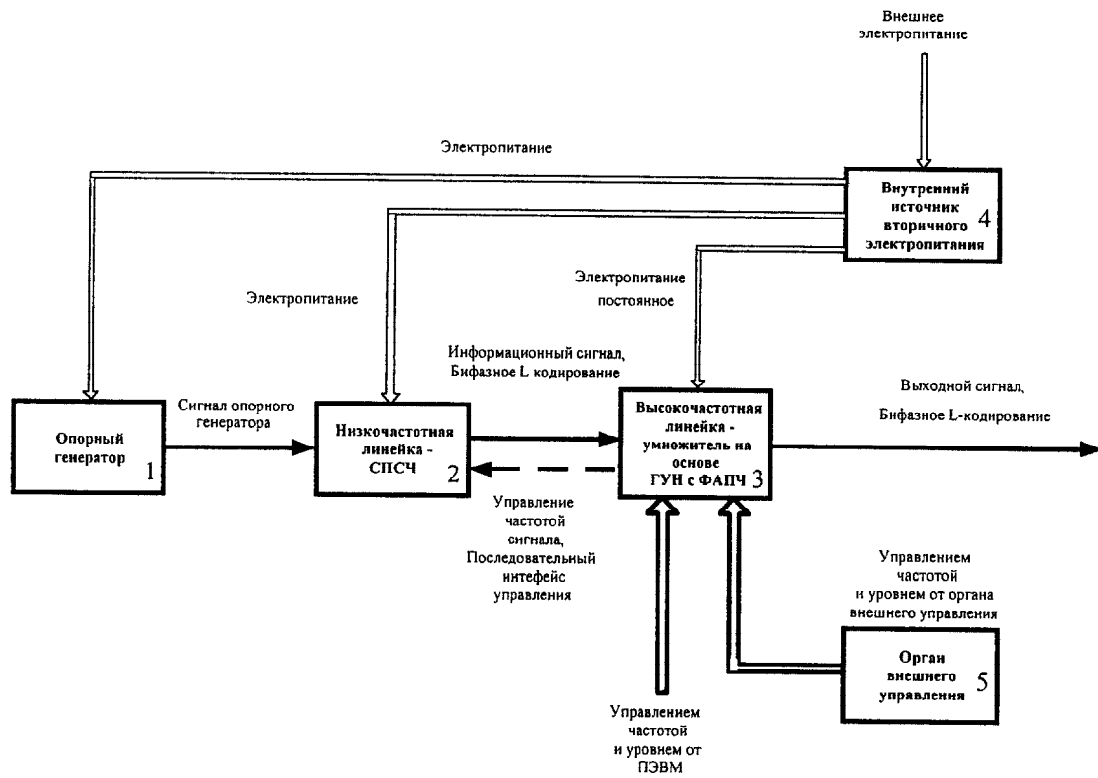 Внешнее
электропитание
Электропитание
Внутренний
источник
вторичного
электропитания
4
Электропитание
Электропитание
постоянное
Информационный сигнал,
Бифазное L кодирование
Выходной сигнал,
Бифазное L-кодирование
Сигнал опорного
генератора
Опорный
генератор
1
Низкочастотная
линейка -
СПСЧ
2
Высокочастотная
линейка -
умножитель на
основе
ГУН с ФАПЧ
3
Управление
частотой
сигнала,
Последовательный
интефейс
управления
Управлением
частотой
и уровнем от органа
внешнего управления
Орган
внешнего
управления
5
Управлением
частотой
и уровнем от
ПЭВМ